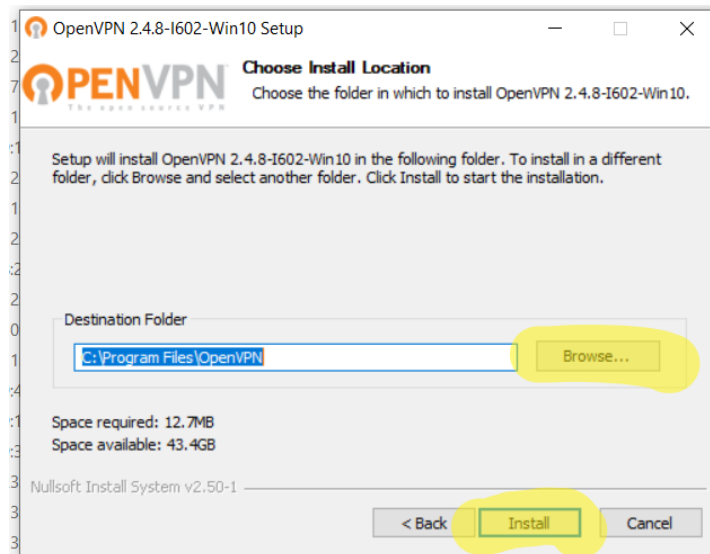 OpenVPN 2.4.8-I602-Win10 Setup
OPENVPN
The open source VPN
Choose Install Location
Choose the folder in which to install OpenVPN 2.4.8-I602-Win10.
Setup will install OpenVPN 2.4.8-I602-Win10 in the following folder. To install in a different
folder, click Browse and select another folder. Click Install to start the installation.
Destination Folder
C:\Program Files\OpenVPN
Browse...
Space required: 12.7MB
Space available: 43.4GB
Nullsoft Install System v2.50-1
< Back
Install
Cancel